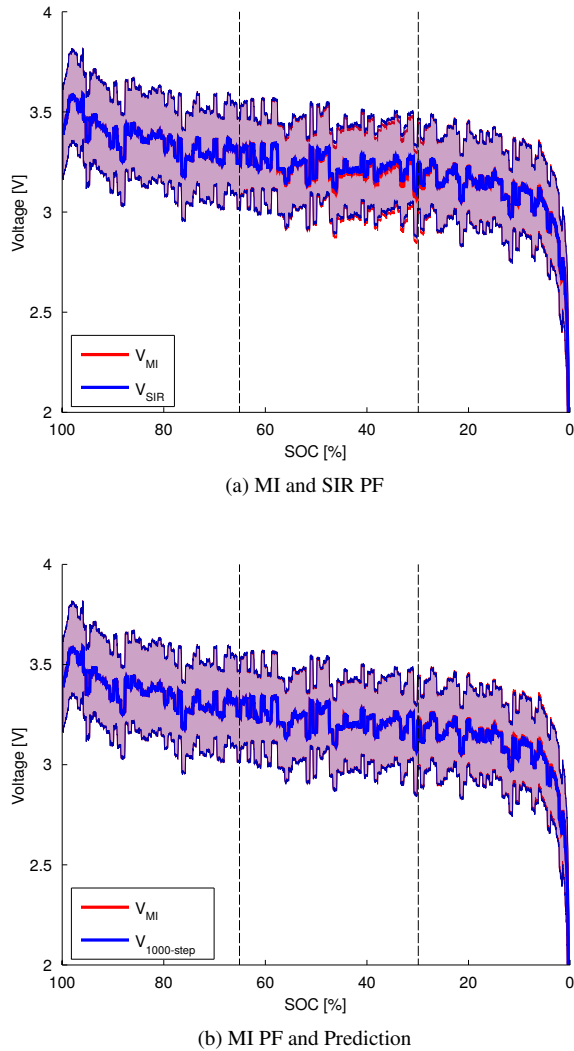 4
3.5
3
2.5
2
Voltage [V]
V_MI
V_SIR
100 80 60 40 20 0
SOC [%]
(a) MI and SIR PF
4
3.5
3
2.5
2
Voltage [V]
V_MI
V_1000-step
100 80 60 40 20 0
SOC [%]
(b) MI PF and Prediction